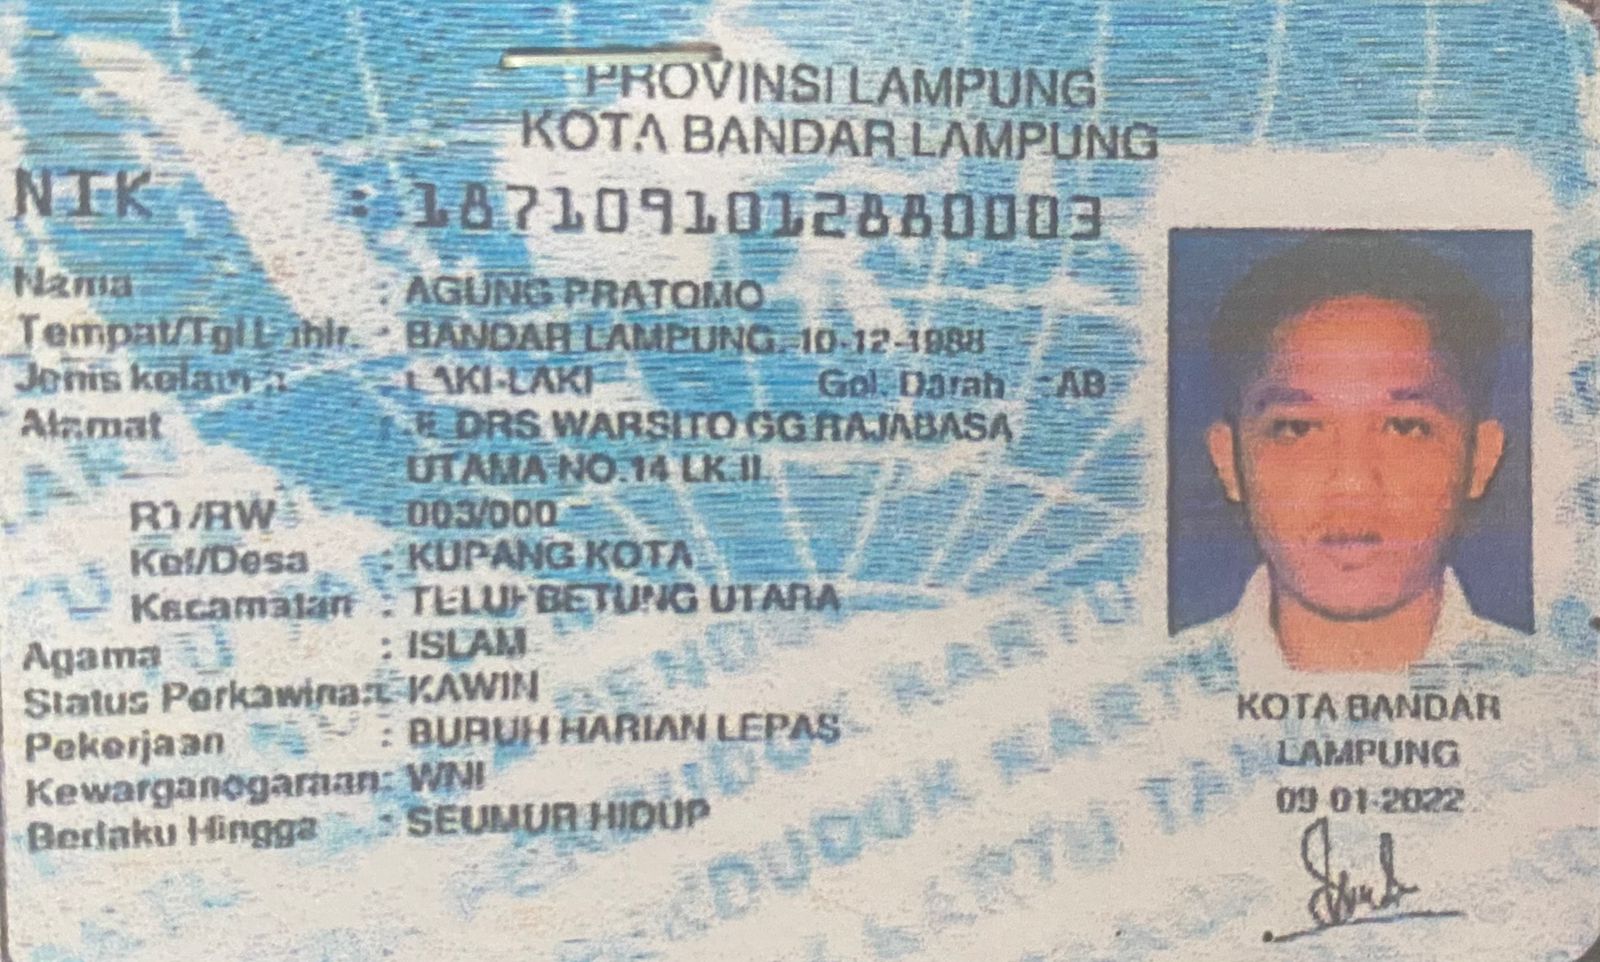 PROVINSI LAMPUNG
KOTA BANDAR LAMPUNG
NIK : 1871091012880003
Nama : AGUNG PRATOMO
Tempat/Tgl Lahir : BANDAR LAMPUNG, 10-12-1988
Jenis kelamin : LAKI-LAKI Gol. Darah : AB
Alamat : DRS WARSITO GG RAJABASA
UTAMA NO.14 LK.II
RT/RW : 003/000
Kel/Desa : KUPANG KOTA
Kecamatan : TELUK BETUNG UTARA
Agama : ISLAM
Status Perkawinan: KAWIN
Pekerjaan : BURUH HARIAN LEPAS
Kewarganegaraan: WNI
Berlaku Hingga : SEUMUR HIDUP
KOTA BANDAR
LAMPUNG
09-01-2022